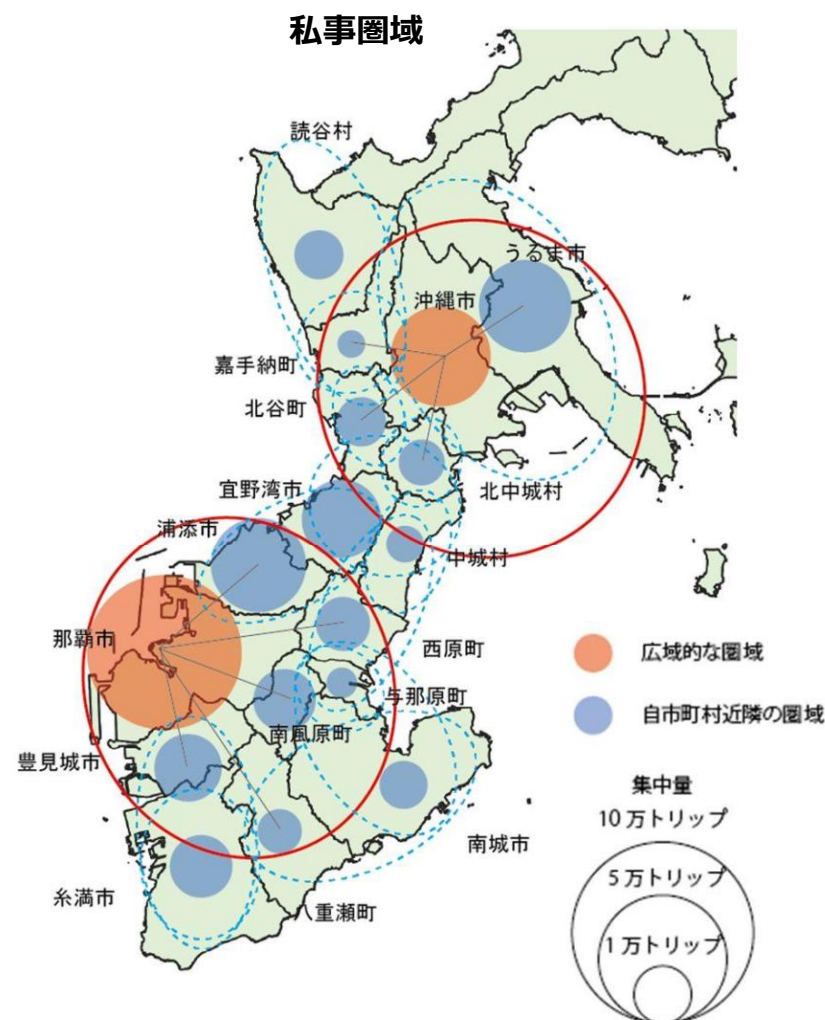 私事圏域
読谷村
うるま市
沖縄市
嘉手納町
北谷町
宜野湾市
北中城村
浦添市
中城村
那覇市
西原町
広域的な圏域
与那原町
自市町村近隣の圏域
南風原町
豊見城市
集中量
10万トリップ
南城市
5万トリップ
糸満市
八重瀬町
1万トリップ